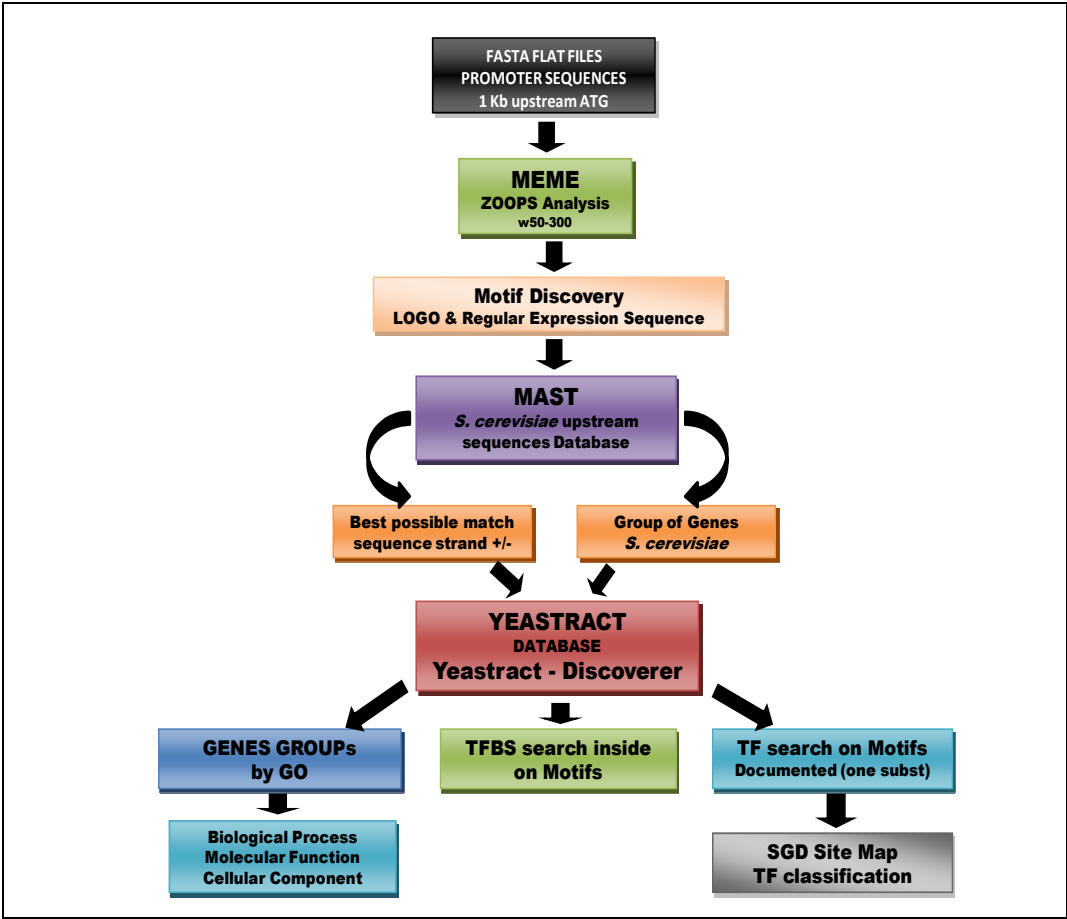 FASTA FLAT FILES
PROMOTER SEQUENCES
1 Kb upstream ATG
MEME
ZOOPS Analysis
w50-300
Motif Discovery
LOGO & Regular Expression Sequence
MAST
S. cerevisiae upstream
sequences Database
Best possible match
sequence strand +/-
Group of Genes
S. cerevisiae
YEASTRACT
DATABASE
Yeastract - Discoverer
GENES GROUPs
by GO
TFBS search inside
on Motifs
TF search on Motifs
Documented (one subst)
Biological Process
Molecular Function
Cellular Component
SGD Site Map
TF classification